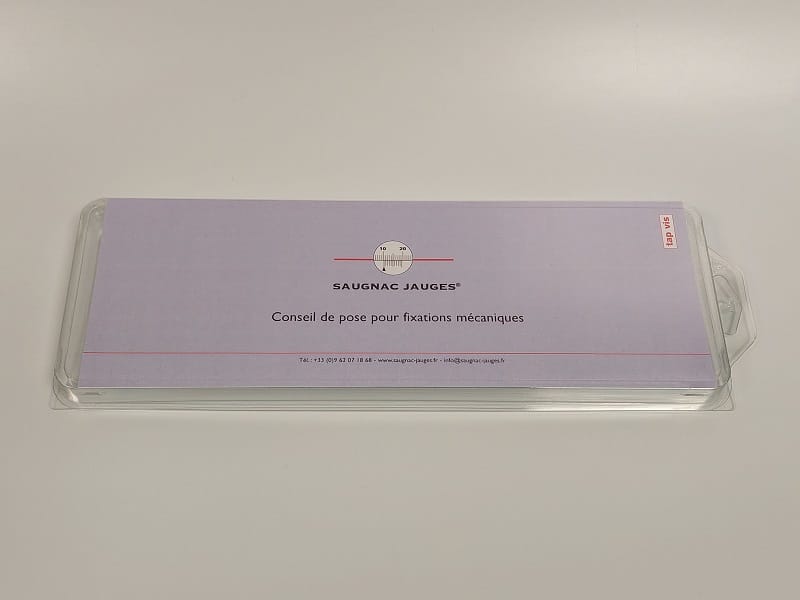 tap vis
10 20
SAUGNAC JAUGES®
Conseil de pose pour fixations mécaniques
Tél. : +33 (0)9 62 07 18 68 - www.saugnac-jauges.fr - info@saugnac-jauges.fr